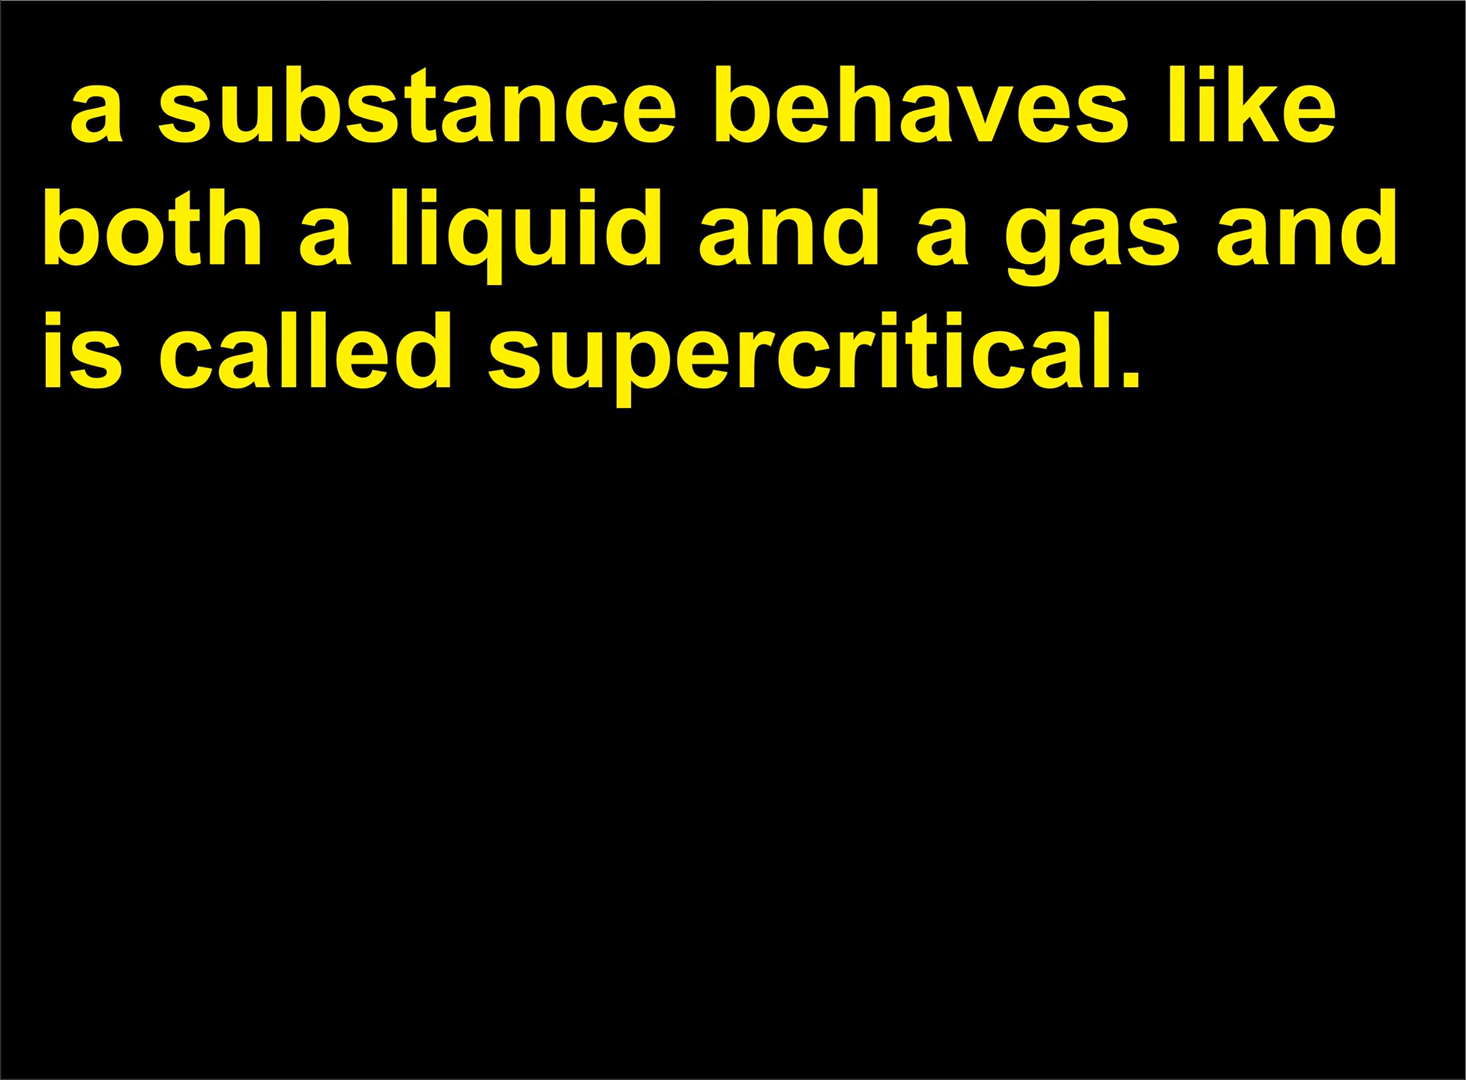 a substance behaves like
both a liquid and a gas and
is called supercritical.